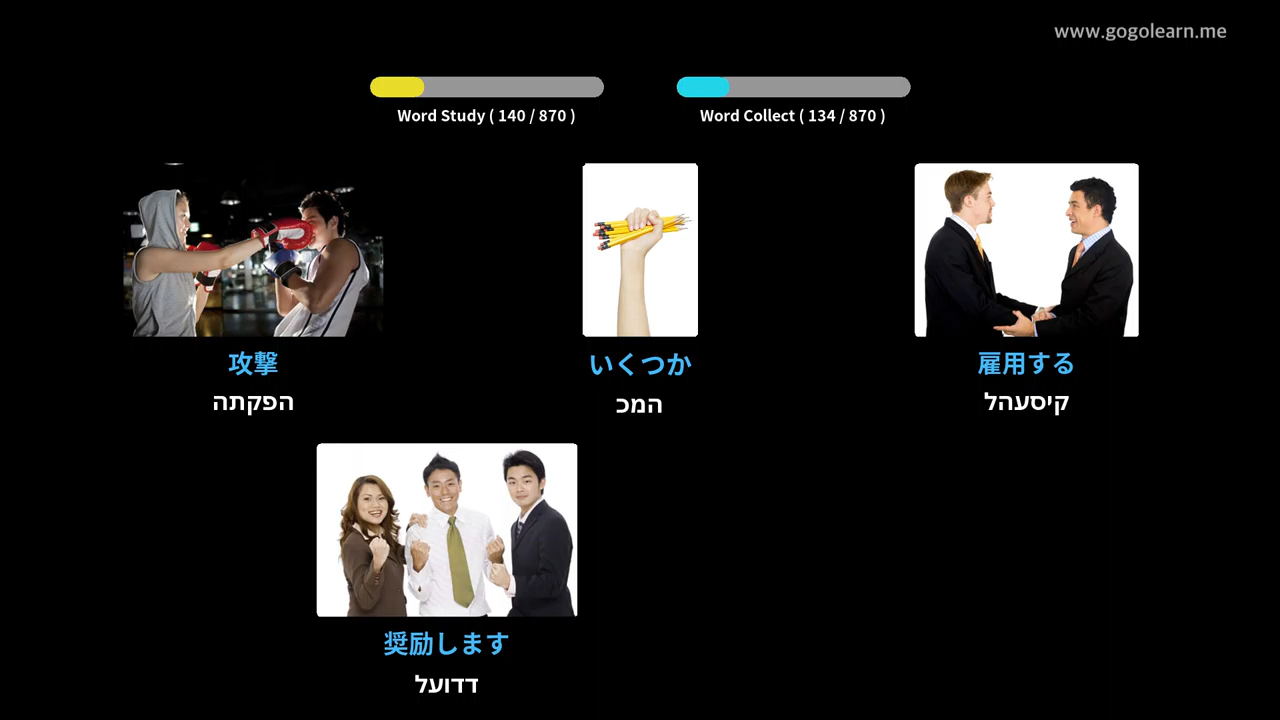 www.gogolearn.me
Word Study ( 140 / 870 )
Word Collect ( 134 / 870 )
攻撃
הפקתה
いくつか
המכ
雇用する
קיסעהל
奨励します
דדועל